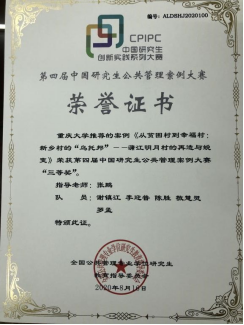 编号: ALDSHJ2020100
CPIPC
中国研究生
创新实践系列大赛
第四届中国研究生公共管理案例大赛
荣誉证书
重庆大学推荐的案例《从贫困村到幸福村:
新乡村的“乌托邦”——蒲江明月村的再造与蜕
变》荣获第四届中国研究生公共管理案例大赛
“三等奖”。
指导老师: 张鹏
队 员: 谢镇江 李迎春 陈胜
罗孟
特颁此证。
全国公共管理专业学位研究生
教育指导委员会
2020年8月10日